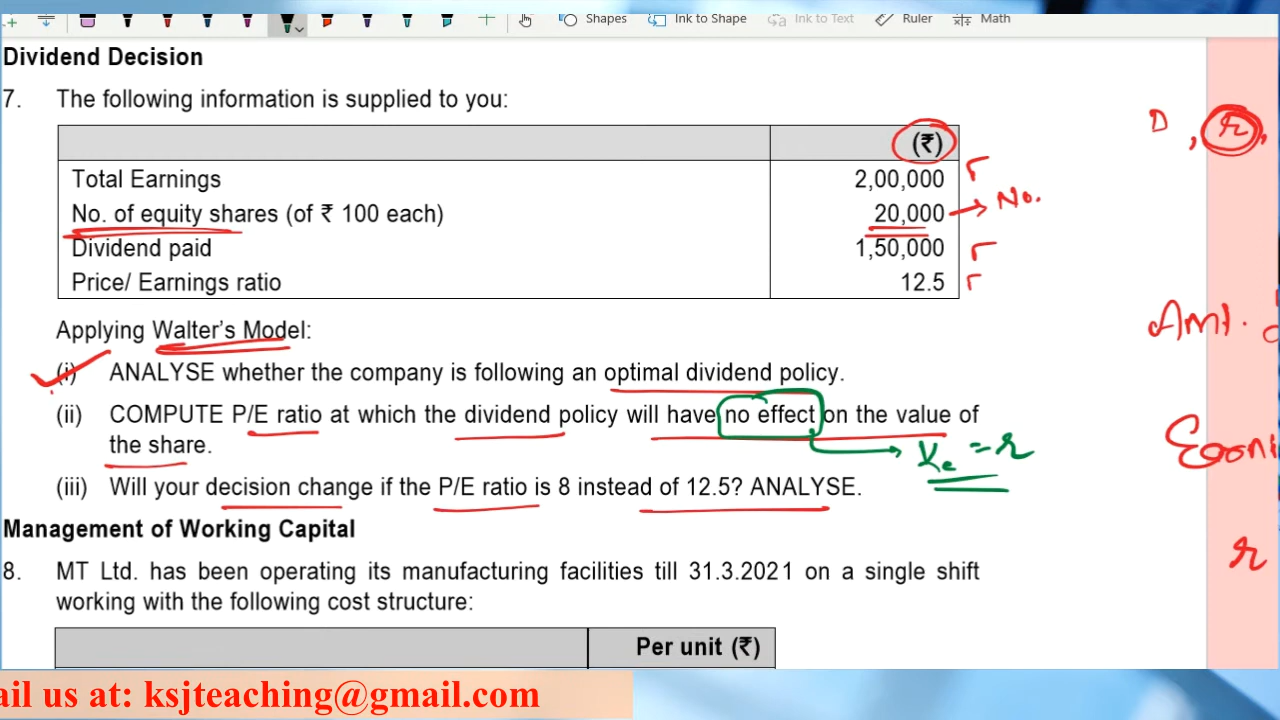 Shapes Ink to Shape Ink to Text Ruler Math
Dividend Decision
7. The following information is supplied to you:
(₹)
Total Earnings 2,00,000
No. of equity shares (of ₹ 100 each) 20,000 → No.
Dividend paid 1,50,000
Price/ Earnings ratio 12.5
D , r ,
Applying Walter's Model:
Amt.
(i) ANALYSE whether the company is following an optimal dividend policy.
(ii) COMPUTE P/E ratio at which the dividend policy will have no effect on the value of
the share.
Ke = r
(iii) Will your decision change if the P/E ratio is 8 instead of 12.5? ANALYSE.
Management of Working Capital
r
8. MT Ltd. has been operating its manufacturing facilities till 31.3.2021 on a single shift
working with the following cost structure:
Per unit (₹)
ail us at: ksjteaching@gmail.com